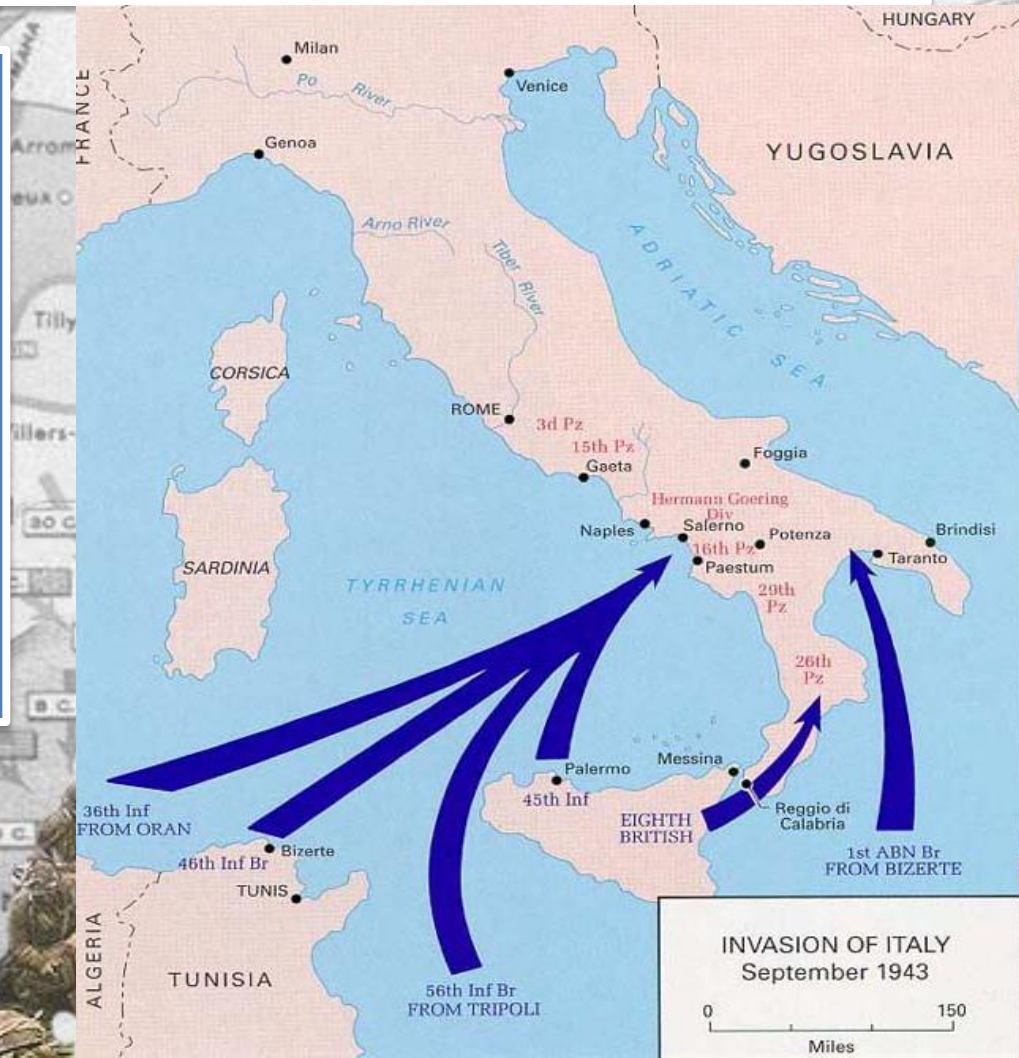 HUNGARY
Milan
Po River
Venice
FRANCE
Genoa
YUGOSLAVIA
Arno River
Tiber River
ADRIATIC SEA
CORSICA
ROME
3d Pz
15th Pz
Gaeta
Foggia
Hermann Goering
Div
Naples
Salerno
Potenza
Brindisi
16th Pz
Taranto
Paestum
SARDINIA
TYRRHENIAN
SEA
29th
Pz
26th
Pz
Messina
Palermo
45th Inf
Reggio di
Calabria
EIGHTH
BRITISH
36th Inf
FROM ORAN
46th Inf Br
Bizerte
1st ABN Br
FROM BIZERTE
TUNIS
ALGERIA
TUNISIA
56th Inf Br
FROM TRIPOLI
INVASION OF ITALY
September 1943
0 150
Miles
Tilly